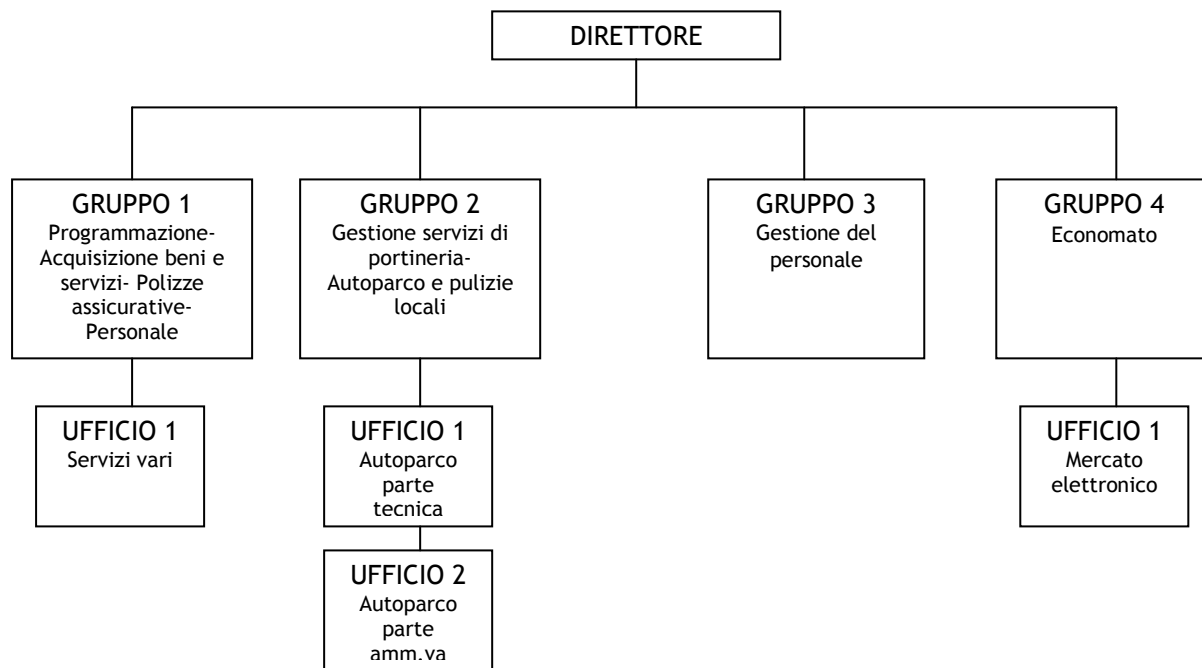 DIRETTORE
GRUPPO 1
Programmazione-
Acquisizione beni e
servizi- Polizze
assicurative-
Personale
GRUPPO 2
Gestione servizi di
portineria-
Autoparco e pulizie
locali
GRUPPO 3
Gestione del
personale
GRUPPO 4
Economato
UFFICIO 1
Servizi vari
UFFICIO 1
Autoparco
parte
tecnica
UFFICIO 1
Mercato
elettronico
UFFICIO 2
Autoparco
parte
amm.va